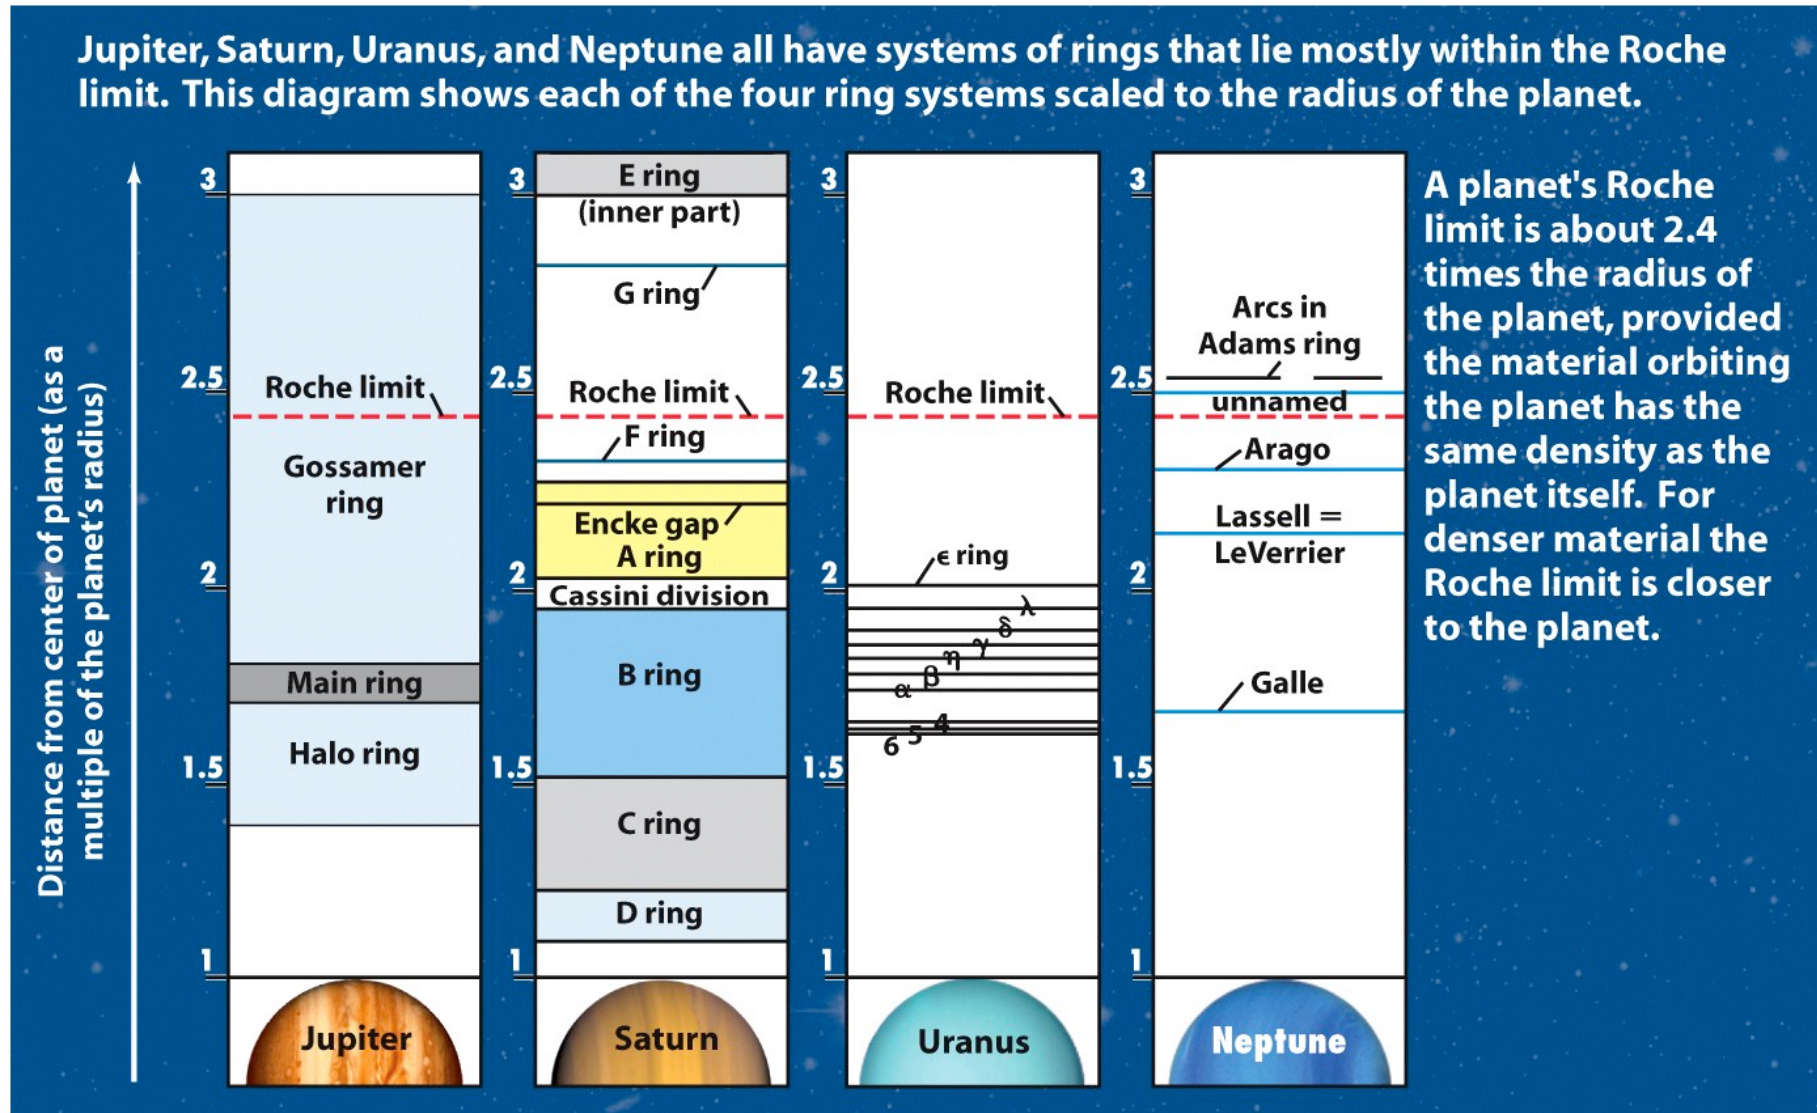 Jupiter, Saturn, Uranus, and Neptune all have systems of rings that lie mostly within the Roche
limit. This diagram shows each of the four ring systems scaled to the radius of the planet.
Distance from center of planet (as a
multiple of the planet's radius)
3
2.5
2
1.5
1
Roche limit
Gossamer
ring
Main ring
Halo ring
Jupiter
3
2.5
2
1.5
1
E ring
(inner part)
G ring
Roche limit
F ring
Encke gap
A ring
Cassini division
B ring
C ring
D ring
Saturn
3
2.5
2
1.5
1
Roche limit
ϵ ring
λ
δ
γ
η
β
α
4
5
6
Uranus
3
2.5
2
1.5
1
Arcs in
Adams ring
unnamed
Arago
Lassell =
LeVerrier
Galle
Neptune
A planet's Roche
limit is about 2.4
times the radius of
the planet, provided
the material orbiting
the planet has the
same density as the
planet itself. For
denser material the
Roche limit is closer
to the planet.